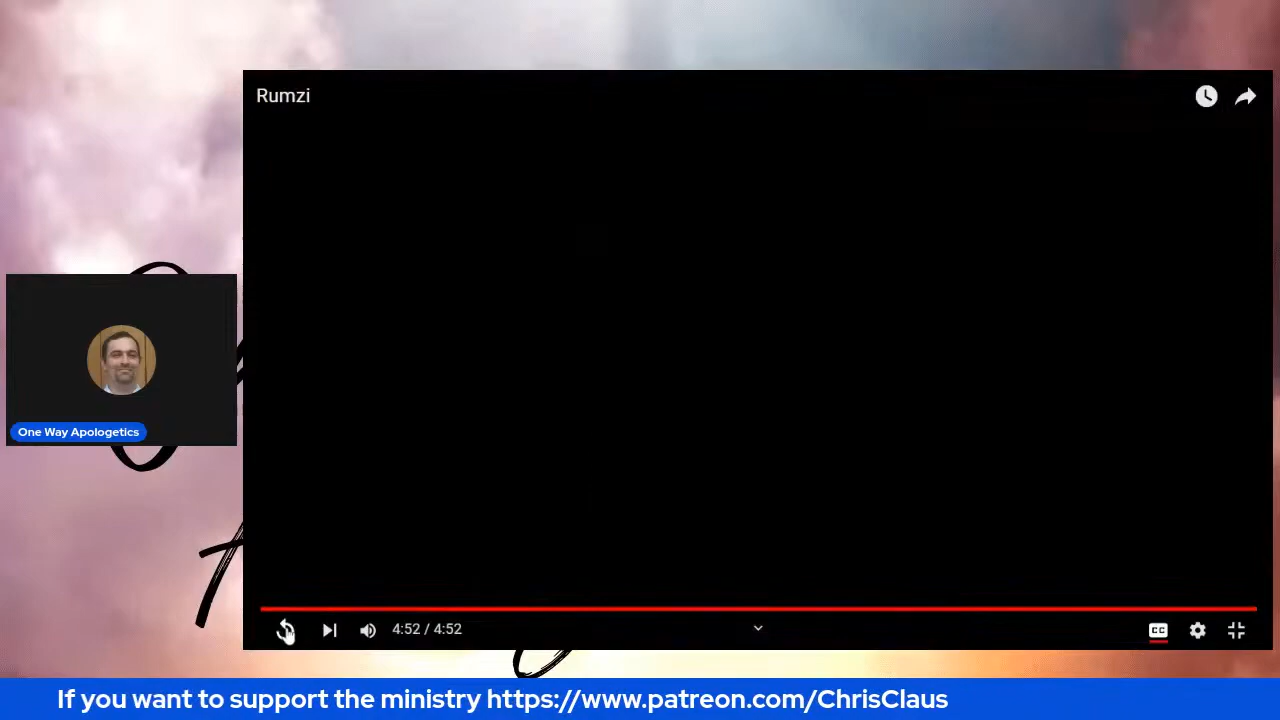 Rumzi
One Way Apologetics
4:52 / 4:52
CC
If you want to support the ministry https://www.patreon.com/ChrisClaus